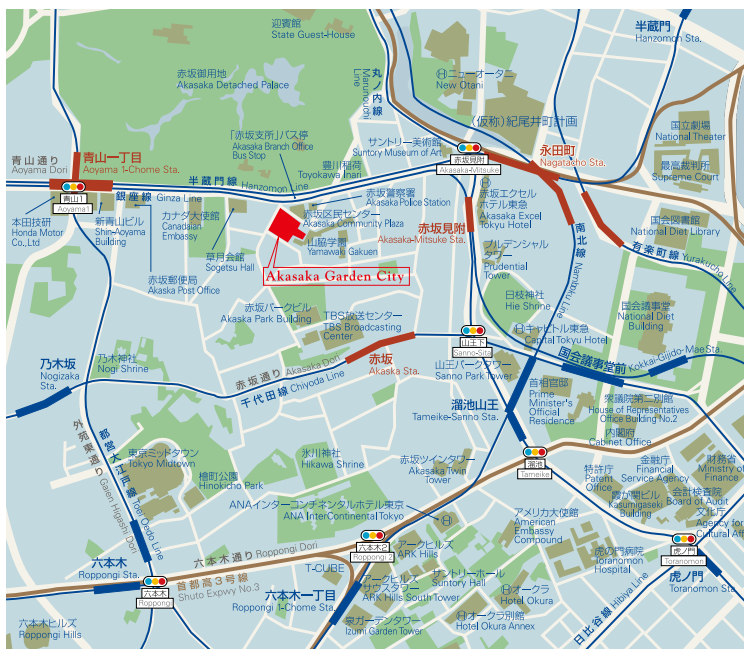 迎賓館
State Guest-House
半蔵門
Hanzomon Sta.
丸ノ内線
Marunouchi
Line
ニューオータニ
New Otani
赤坂御用地
Akasaka Detached Palace
(仮称)紀尾井町計画
国立劇場
National Theater
「赤坂支所」バス停
Akasaka Branch Office
Bus Stop
豊川稲荷
Toyokawa Inari
サントリー美術館
Suntory Museum of Art
赤坂見附
Akasaka-Mitsuke
永田町
Nagatacho Sta.
最高裁判所
Supreme Court
青山通り
Aoyama Dori
青山一丁目
Aoyama 1-Chome Sta.
青山1
Aoyama1
半蔵門線 Hanzomon Line
銀座線 Ginza Line
赤坂警察署
Akasaka Police Station
赤坂エクセル
ホテル東急
Akasaka Excel
Tokyu Hotel
本田技研
Honda Motor
Co.,Ltd
新青山ビル
Shin-Aoyama
Building
カナダ大使館
Canadaian
Embassy
赤坂区民センター
Akasaka Community Plaza
赤坂見附
Akasaka-Mitsuke Sta.
国会図書館
National Diet Library
草月会館
Sogetsu Hall
山脇学園
Yamawaki Gakuen
プルデンシャル
タワー
Prudential
Tower
南北線 Namboku Line
有楽町線 Yurakucho Line
赤坂郵便局
Akaska Post Office
Akasaka Garden City
日枝神社
Hie Shrine
国会議事堂
National Diet
Building
赤坂パークビル
Akaska Park Building
TBS放送センター
TBS Broadcasting
Center
山王下
Sanno-Sita
キャピトル東急
Capital Tokyu Hotel
国会議事堂前 Kokkai-Gijido-Mae Sta.
乃木坂
Nogizaka
Sta.
乃木神社
Nogi Shrine
赤坂通り Akasaka Dori
千代田線 Chiyoda Line
赤坂
Akaska Sta.
山王パークタワー
Sanno Park Tower
溜池山王
Tameike-Sanno Sta.
首相官邸
Prime
Minister's
Official
Residence
衆議院第二別館
House of Representatives
Office Building No.2
内閣府
Cabinet Office
外苑東通り Gaien Higashi Dori
都営大江戸線 Toei Oedo Line
東京ミッドタウン
Tokyo Midtown
氷川神社
Hikawa Shrine
赤坂ツインタワー
Akasaka Twin
Tower
溜池
Tameike
特許庁
Patent
Office
金融庁
Financial
Service Agency
財務省
Ministry of
Finance
檜町公園
Hinokicho Park
霞が関ビル
Kasumigaseki
Building
会計検査院
Board of Audit
文化庁
Agency for
Cultural Affa
ANAインターコンチネンタルホテル東京
ANA InterContinental Tokyo
アメリカ大使館
American
Embassy
Compound
六本木通り Roppongi Dori
六本木2
Roppongi 2
アークヒルズ
ARK Hills
虎の門病院
Toranomon
Hospital
虎ノ門
Toranomon
六本木
Roppongi Sta.
六本木
Roppongi
首都高3号線
Shuto Expwy No.3
T-CUBE
アークヒルズ
サウスタワー
ARK Hills South Tower
サントリーホール
Suntory Hall
虎ノ門
Toranomon Sta.
六本木一丁目
Roppongi 1-Chome Sta.
オークラ
Hotel Okura
六本木ヒルズ
Roppongi Hills
泉ガーデンタワー
Izumi Garden Tower
オークラ別館
Hotel Okura Annex
日比谷線 Hibiya Line